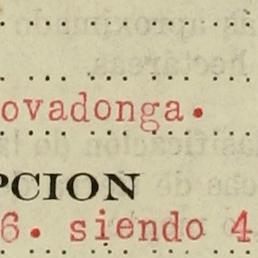 ovadonga.
PCION
6. siendo 4